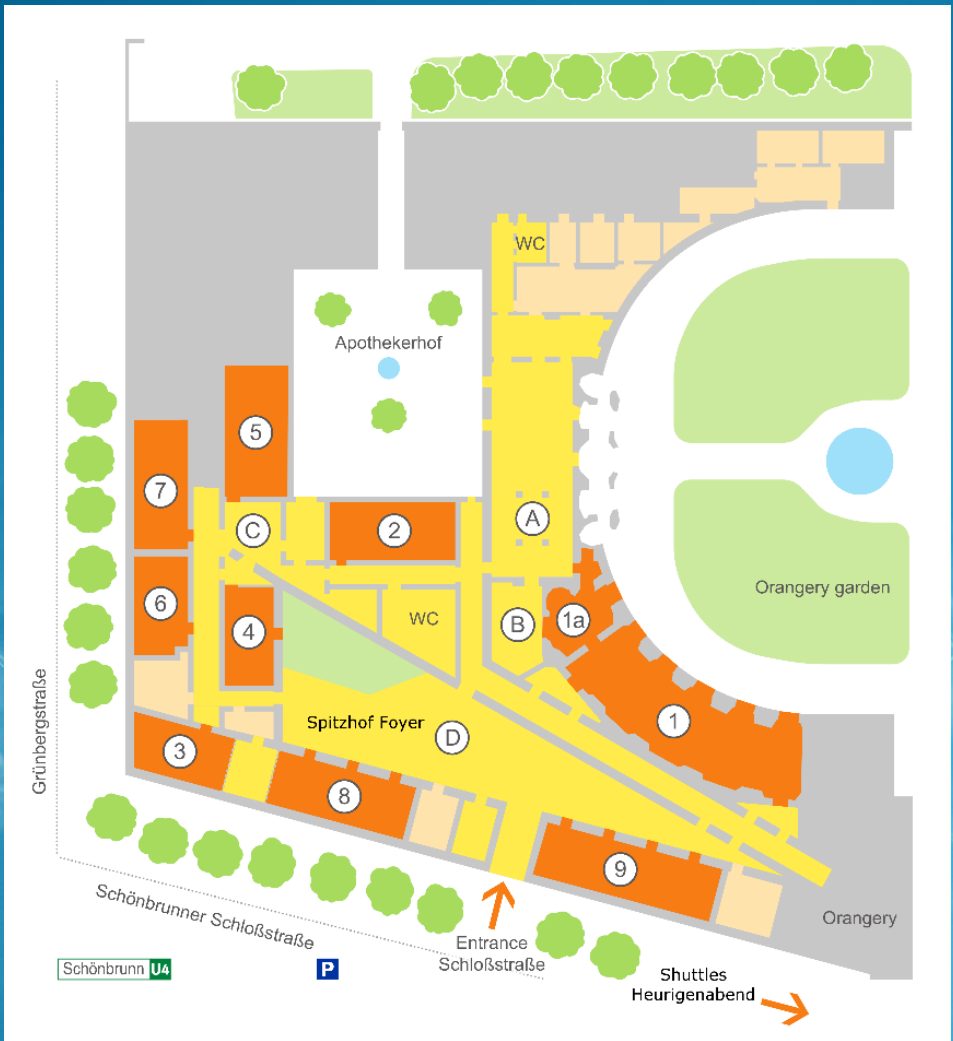 WC
Apothekerhof
5
7
C
2
A
Orangery garden
6
4
WC
B
1a
Spitzhof Foyer
D
1
3
8
9
Grünbergstraße
Schönbrunner Schloßstraße
Orangery
Entrance
Schloßstraße
Schönbrunn U4
P
Shuttles
Heurigenabend